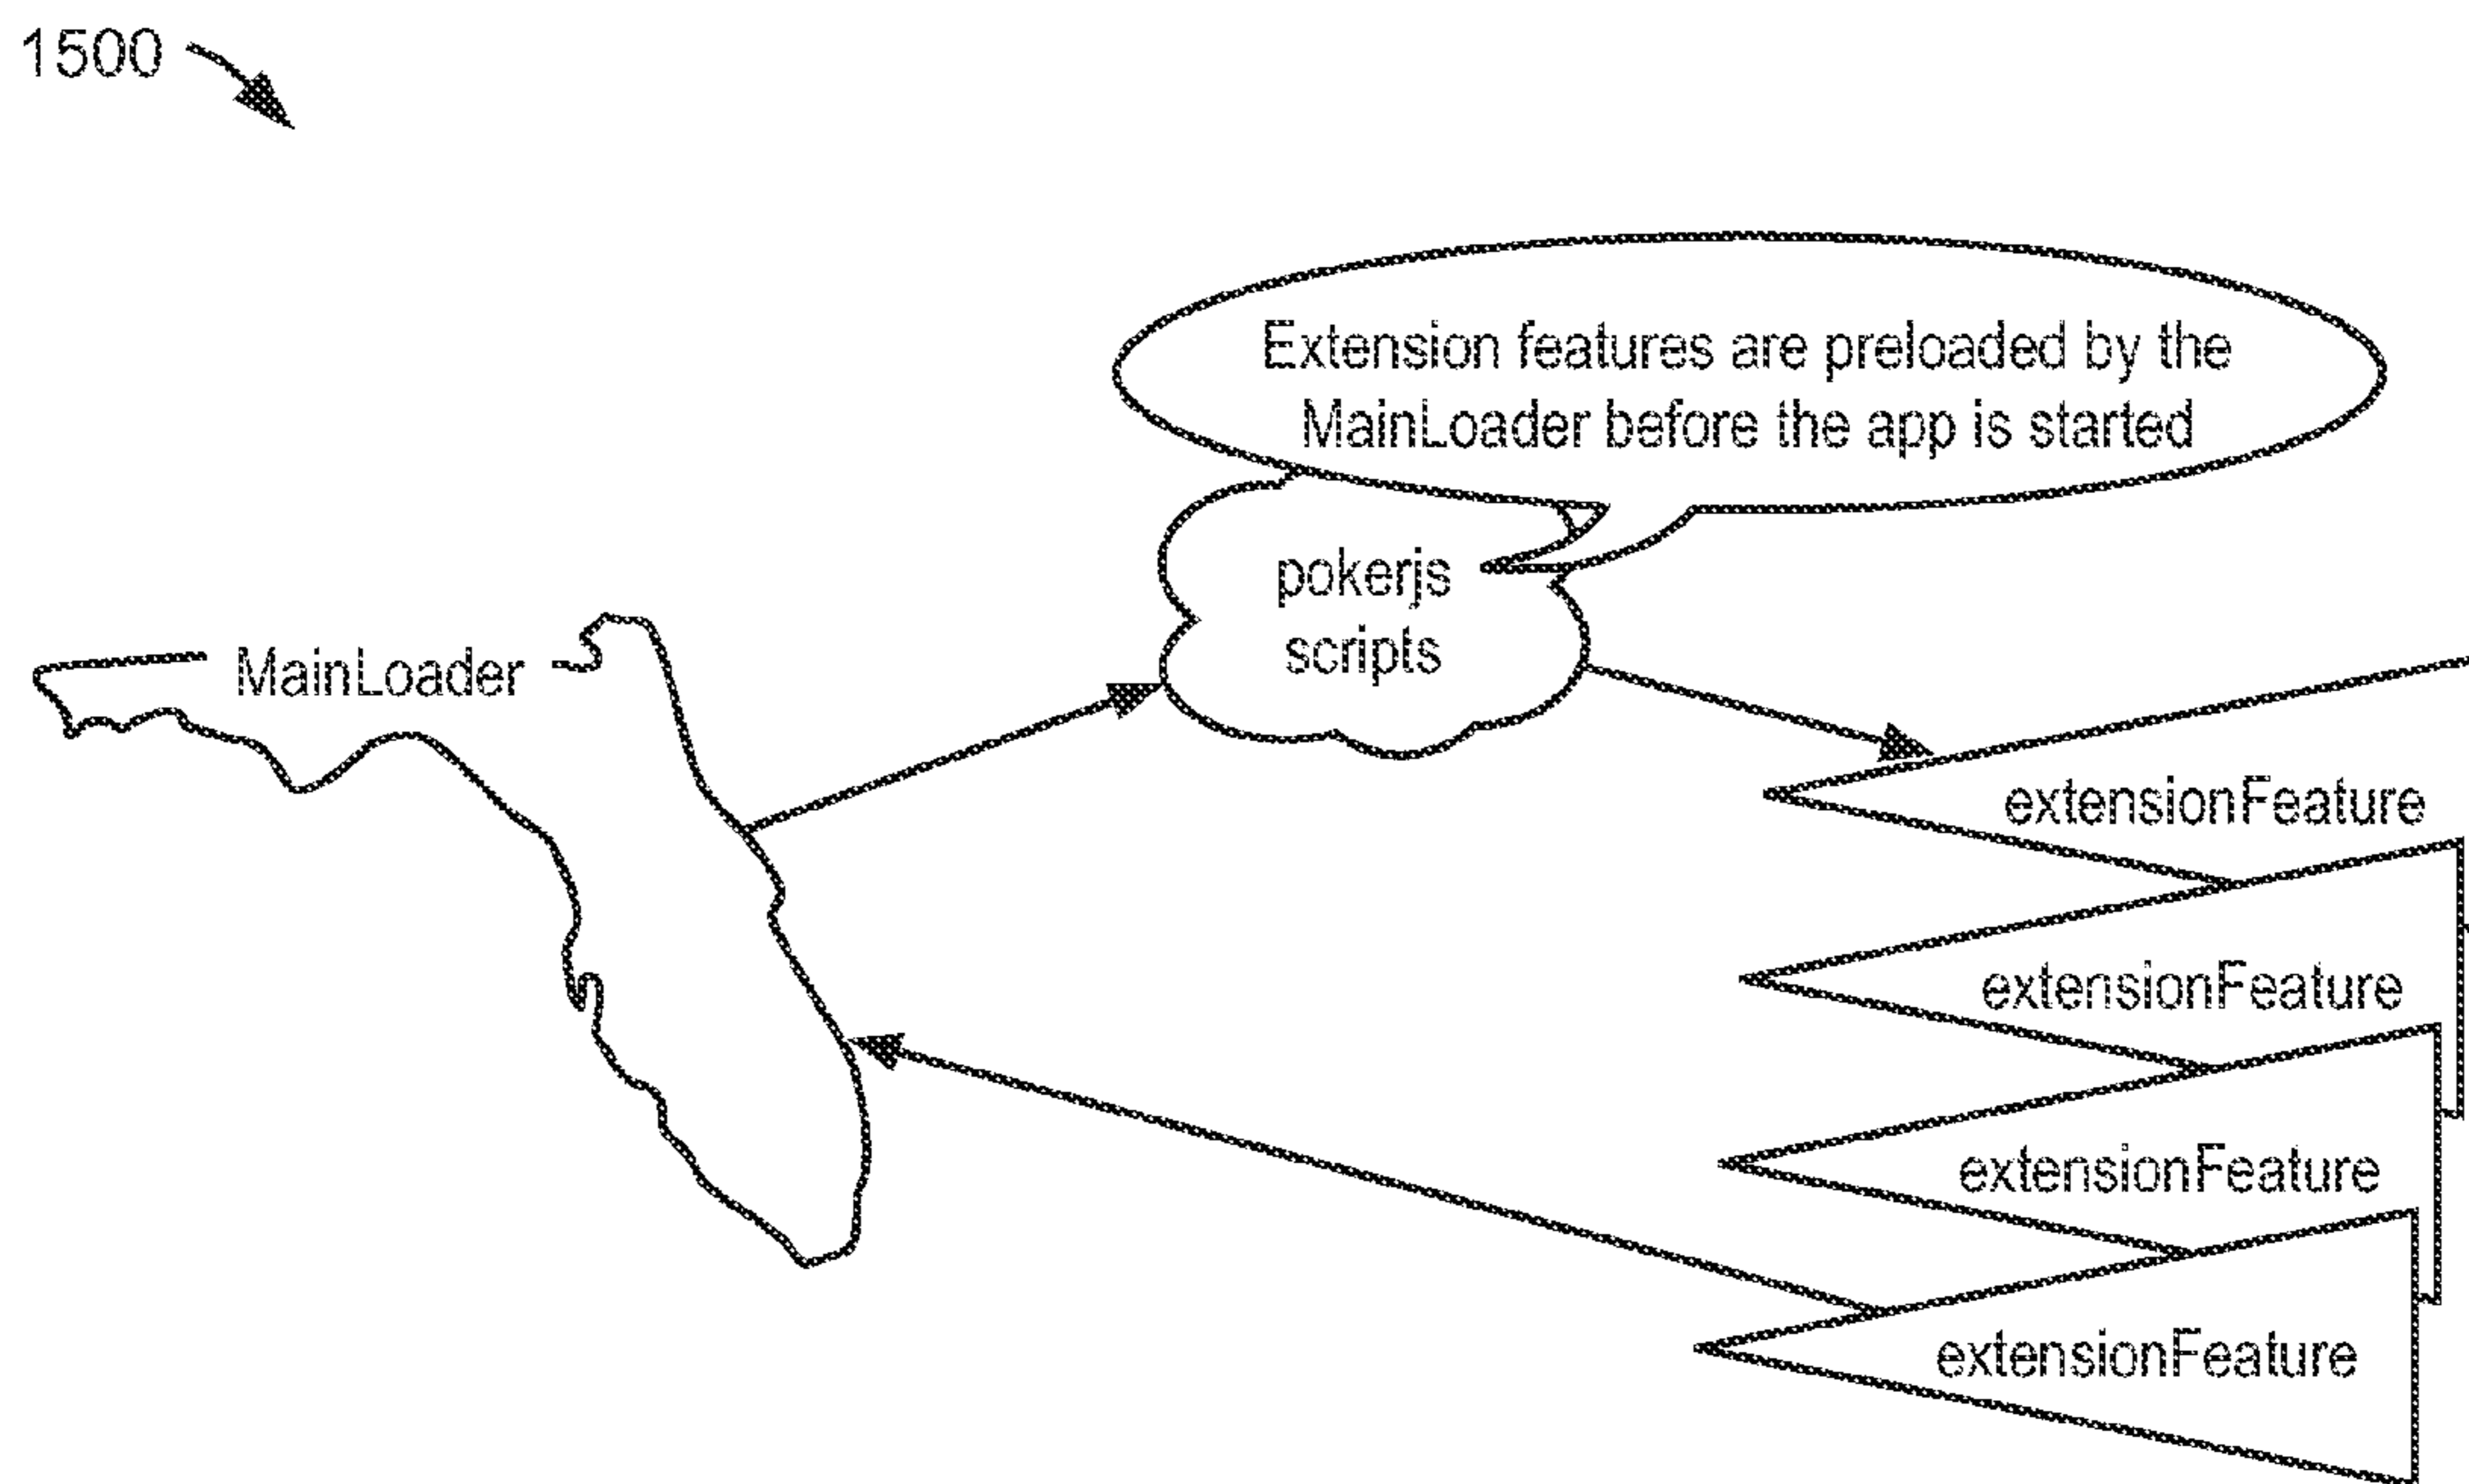 1500
Extension features are preloaded by the
MainLoader before the app is started
pokerjs
scripts
MainLoader
extensionFeature
extensionFeature
extensionFeature
extensionFeature